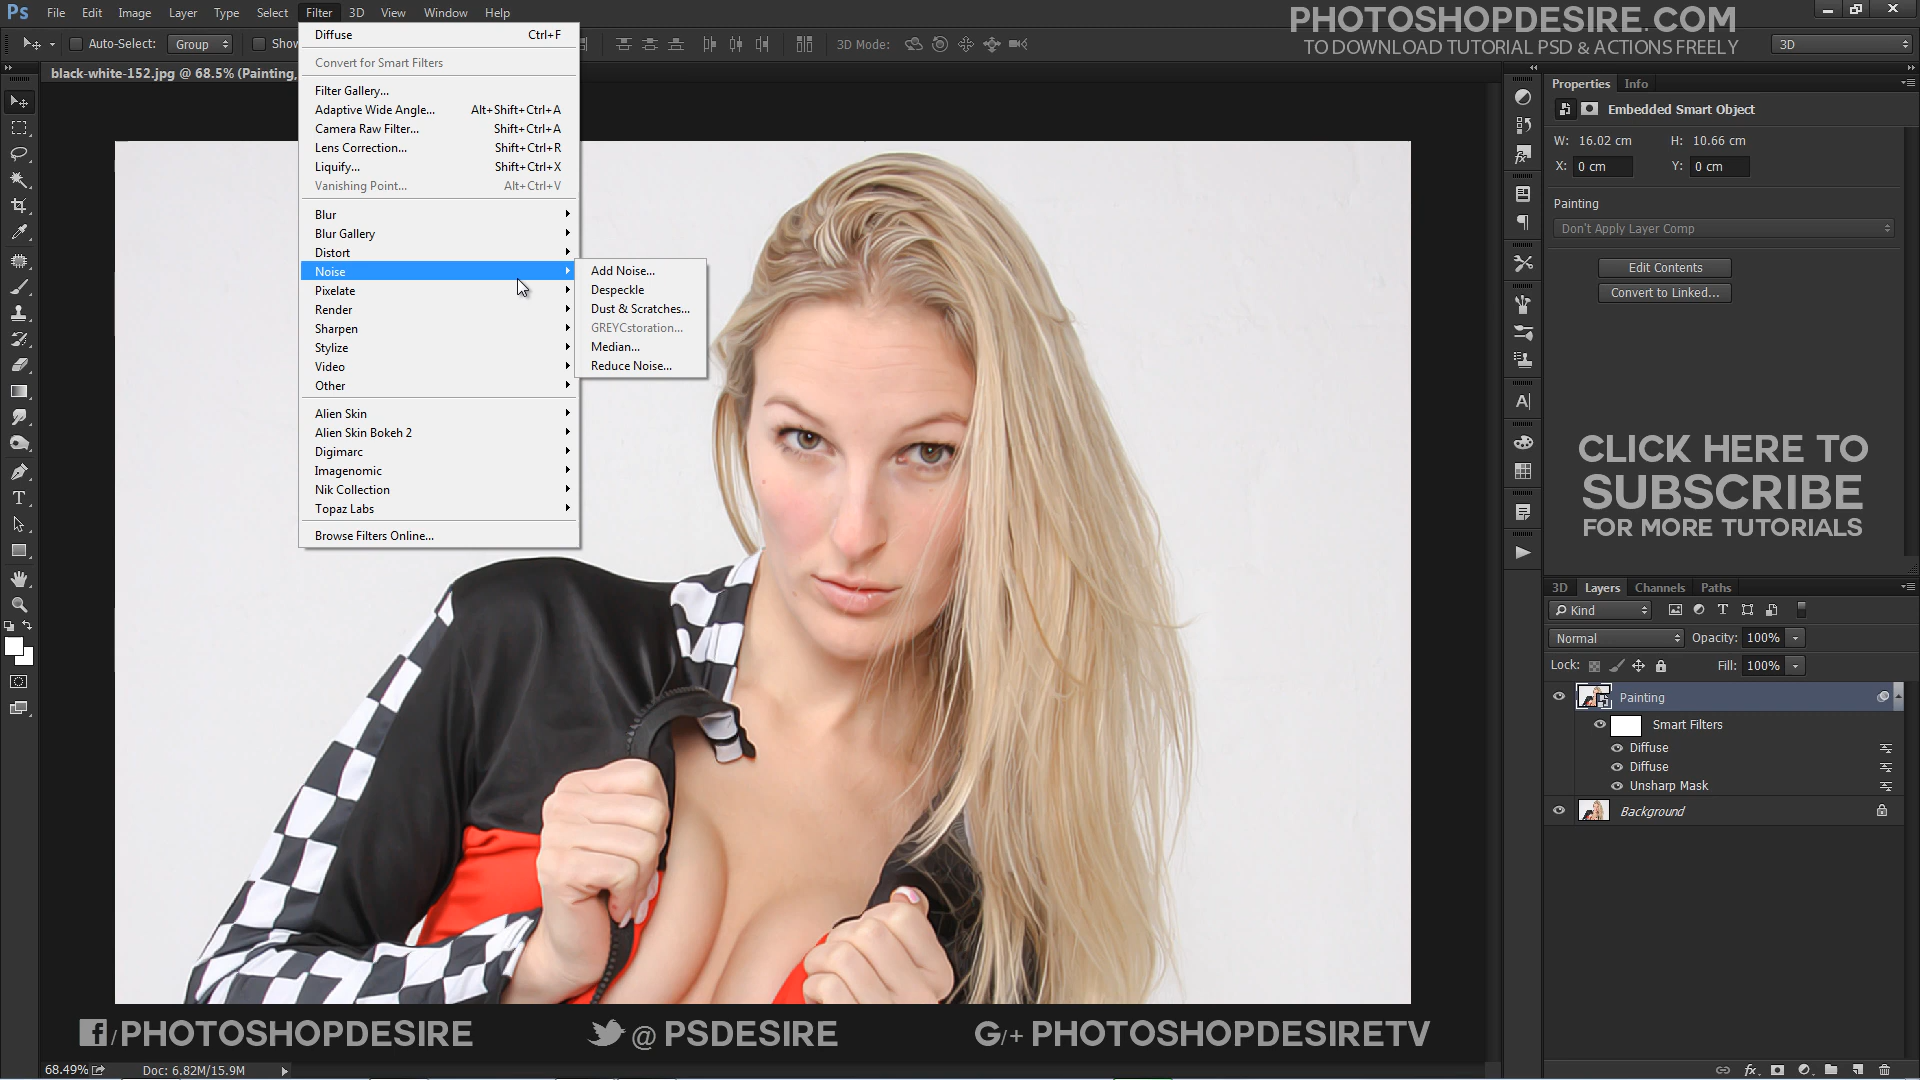 Ps File Edit Image Layer Type Select Filter 3D View Window Help
PHOTOSHOPDESIRE.COM
TO DOWNLOAD TUTORIAL PSD & ACTIONS FREELY
Auto-Select: Group Show 3D Mode: 3D
black-white-152.jpg @ 68.5% (Painting,
Diffuse Ctrl+F
Convert for Smart Filters
Filter Gallery...
Adaptive Wide Angle... Alt+Shift+Ctrl+A
Camera Raw Filter... Shift+Ctrl+A
Lens Correction... Shift+Ctrl+R
Liquify... Shift+Ctrl+X
Vanishing Point... Alt+Ctrl+V
Blur
Blur Gallery
Distort
Noise
Pixelate
Render
Sharpen
Stylize
Video
Other
Alien Skin
Alien Skin Bokeh 2
Digimarc
Imagenomic
Nik Collection
Topaz Labs
Browse Filters Online...
Add Noise...
Despeckle
Dust & Scratches...
GREYCstoration...
Median...
Reduce Noise...
Properties Info
Embedded Smart Object
W: 16.02 cm H: 10.66 cm
X: 0 cm Y: 0 cm
Painting
Don't Apply Layer Comp
Edit Contents
Convert to Linked...
CLICK HERE TO
SUBSCRIBE
FOR MORE TUTORIALS
3D Layers Channels Paths
Kind
Normal Opacity: 100%
Lock: Fill: 100%
Painting
Smart Filters
Diffuse
Diffuse
Unsharp Mask
Background
f/PHOTOSHOPDESIRE @ PSDESIRE G/+ PHOTOSHOPDESIRETV
68.49% Doc: 6.82M/15.9M